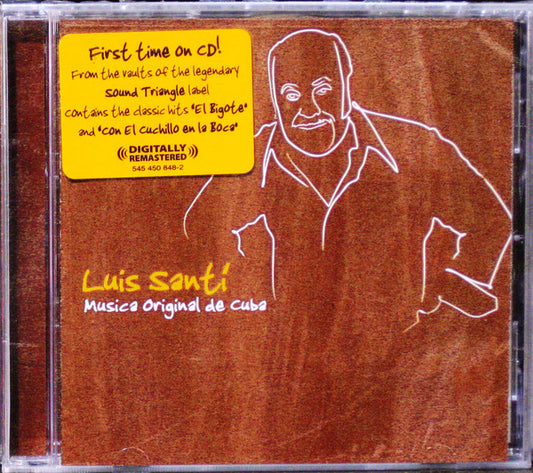 First time on CD!
From the vaults of the legendary
Sound Triangle label
contains the classic hits "El Bigote"
and "Con El Cuchillo en la Boca"
DIGITALLY
REMASTERED
545 450 848-2
Luis Santí
Musica Original de Cuba